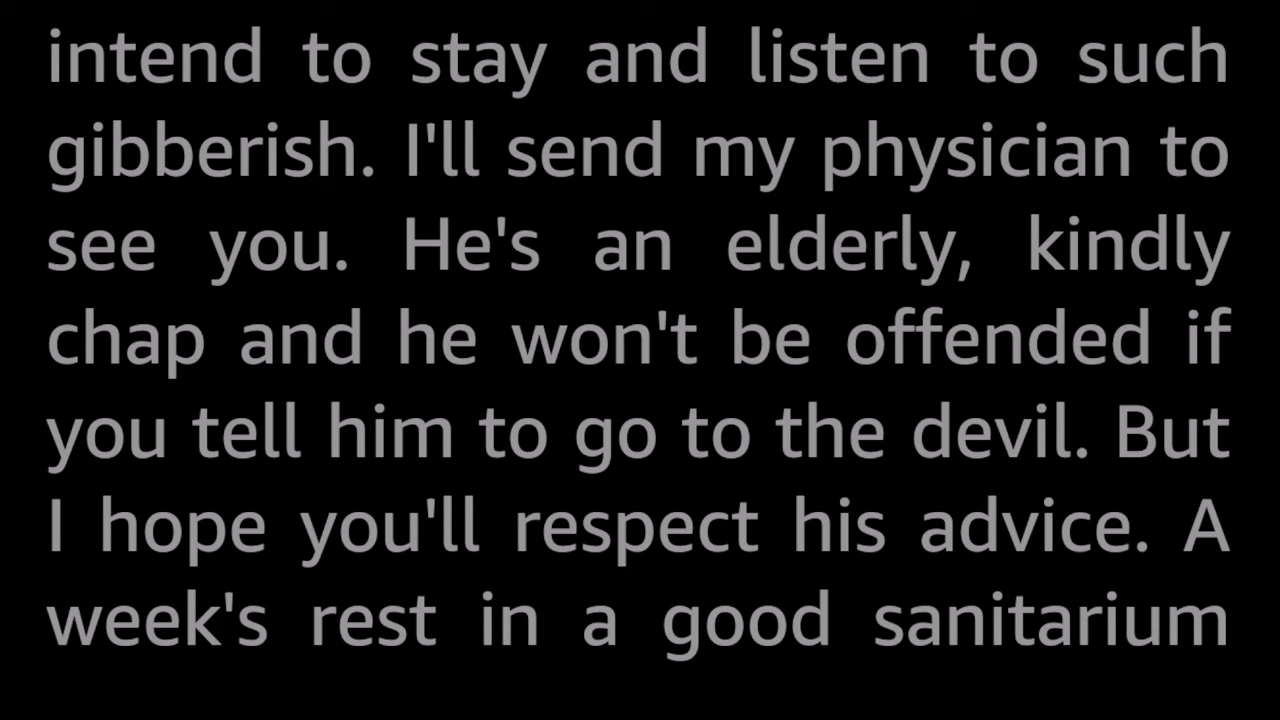 intend to stay and listen to such
gibberish. I'll send my physician to
see you. He's an elderly, kindly
chap and he won't be offended if
you tell him to go to the devil. But
I hope you'll respect his advice. A
week's rest in a good sanitarium